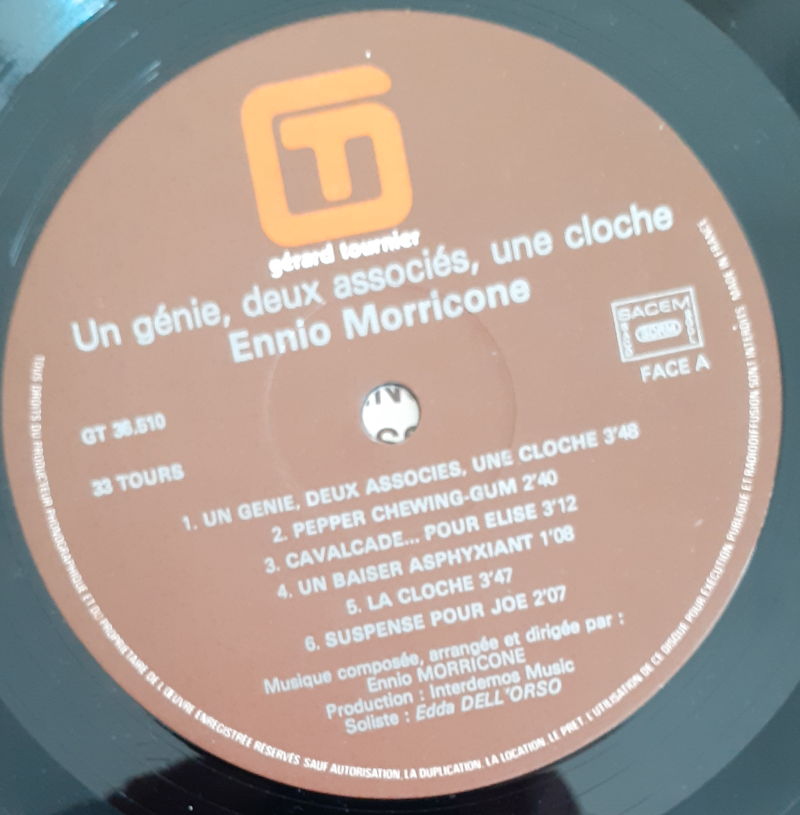 gérard tournier
Un génie, deux associés, une cloche
Ennio Morricone
SACEM
FACE A
GT 36.510
33 TOURS
1. UN GENIE, DEUX ASSOCIES, UNE CLOCHE 3'48
2. PEPPER CHEWING-GUM 2'40
3. CAVALCADE... POUR ELISE 3'12
4. UN BAISER ASPHYXIANT 1'08
5. LA CLOCHE 3'47
6. SUSPENSE POUR JOE 2'07
Musique composée, arrangée et dirigée par :
Ennio MORRICONE
Production : Interdemos Music
Soliste : Edda DELL'ORSO
TOUS DROITS DU PRODUCTEUR PHONOGRAPHIQUE ET DU PROPRIETAIRE DE L'ŒUVRE ENREGISTREE RESERVES. SAUF AUTORISATION, LA DUPLICATION, LA LOCATION, LE PRET, L'UTILISATION DE CE DISQUE POUR EXECUTION PUBLIQUE ET RADIODIFFUSION SONT INTERDITS. MADE IN FRANCE